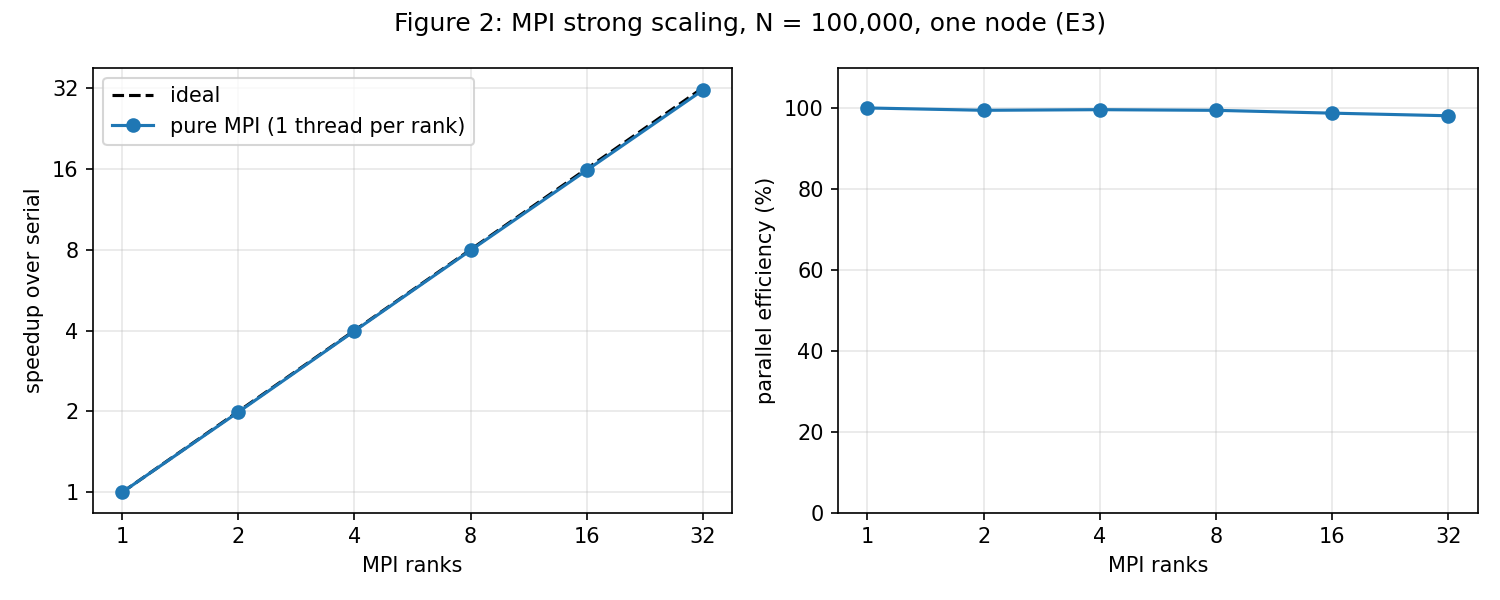 Figure 2: MPI strong scaling, N = 100,000, one node (E3)
ideal
pure MPI (1 thread per rank)
speedup over serial
32
16
8
4
2
1
1 2 4 8 16 32
MPI ranks
parallel efficiency (%)
100
80
60
40
20
0
1 2 4 8 16 32
MPI ranks